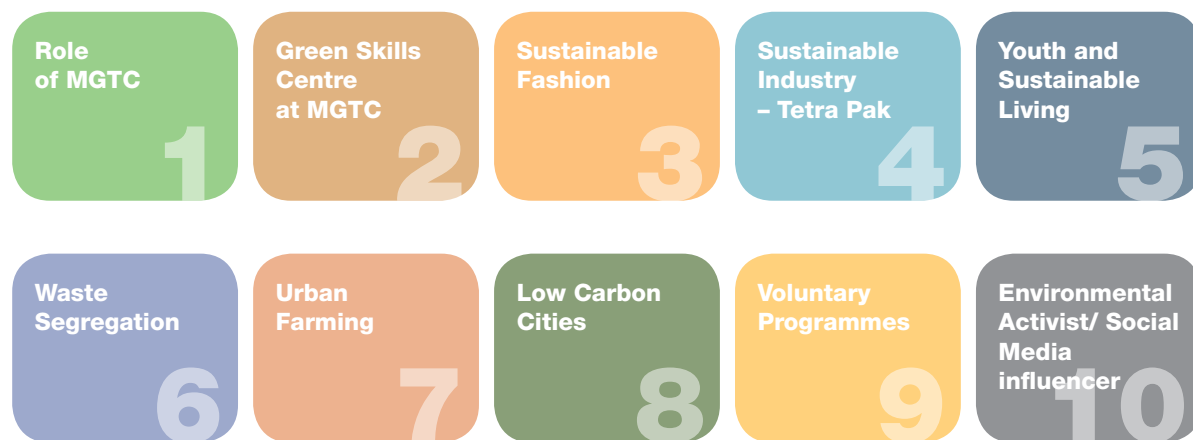 Role
of MGTC
1
Green Skills
Centre
at MGTC
2
Sustainable
Fashion
3
Sustainable
Industry
– Tetra Pak
4
Youth and
Sustainable
Living
5
Waste
Segregation
6
Urban
Farming
7
Low Carbon
Cities
8
Voluntary
Programmes
9
Environmental
Activist/ Social
Media
influencer
10